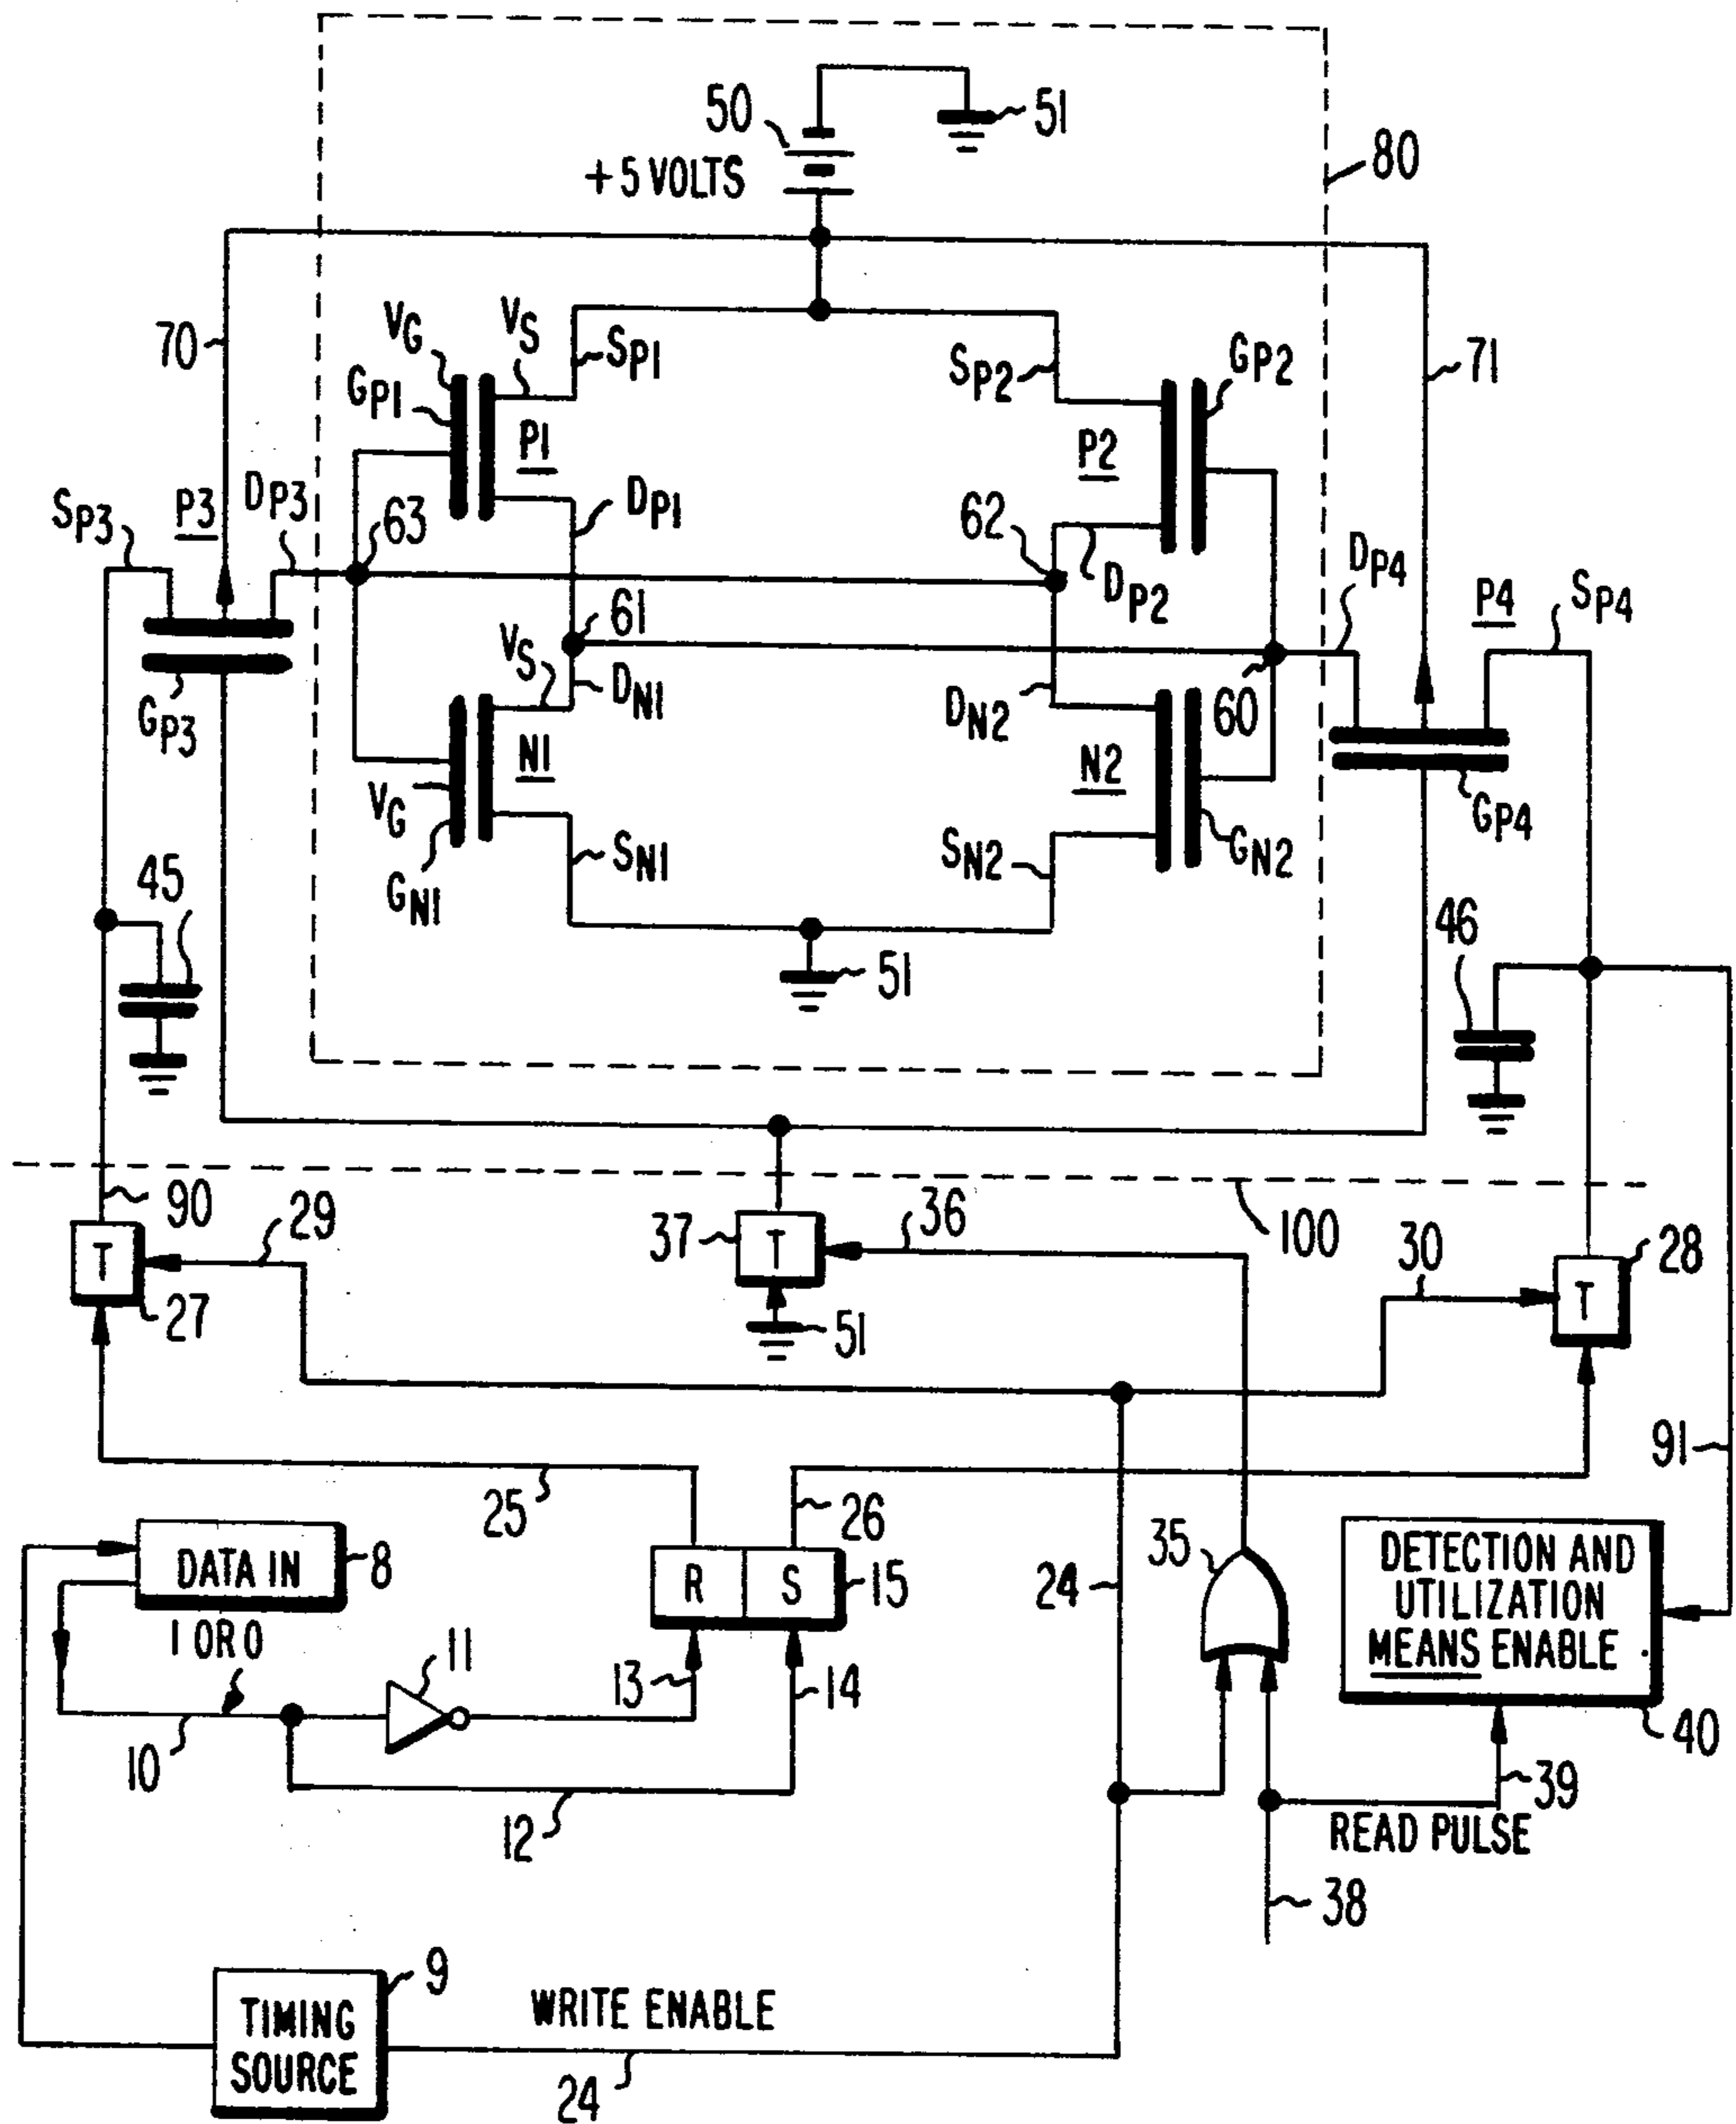 50
51
+5 VOLTS
80
70
VG
VS
SP1
GP1
P1
SP2
P2
GP2
71
SP3
P3
DP3
63
DP1
62
DP2
DP4
P4
SP4
61
VS
DN1
GP3
N1
DN2
N2
60
VG
GN1
SN1
SN2
GN2
GP4
45
46
51
90
29
37
T
36
100
30
28
T
27
T
51
25
26
24
35
91
DATA IN
8
R
S
15
DETECTION AND
UTILIZATION
MEANS ENABLE
40
1 OR 0
11
13
14
10
12
39
READ PULSE
38
9
TIMING
SOURCE
WRITE ENABLE
24